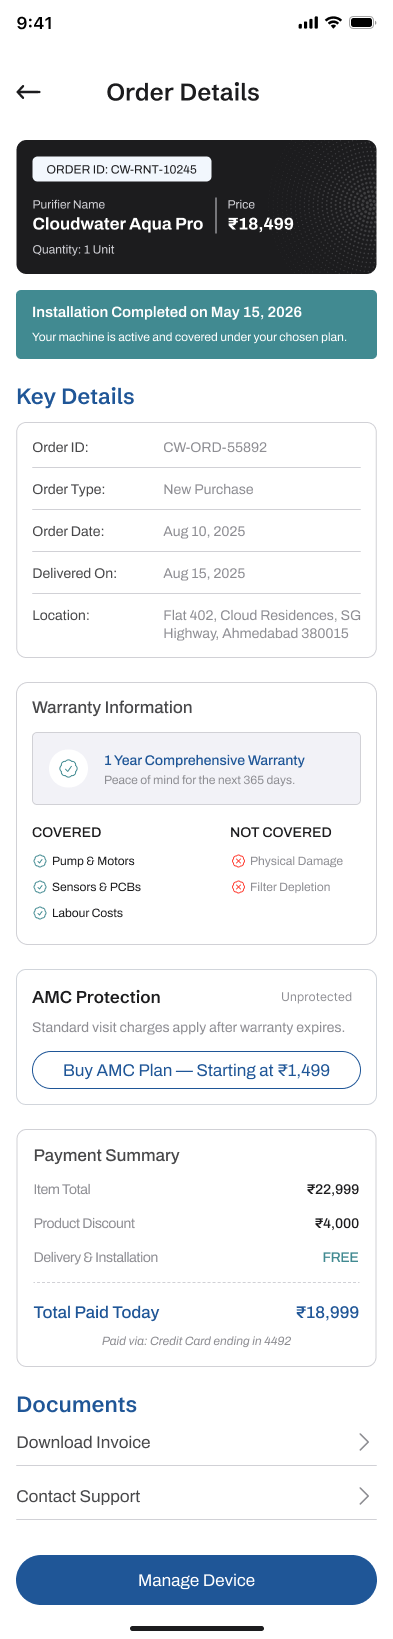 9:41
Order Details
ORDER ID: CW-RNT-10245
Purifier Name
Cloudwater Aqua Pro
Price
₹18,499
Quantity: 1 Unit
Installation Completed on May 15, 2026
Your machine is active and covered under your chosen plan.
Key Details
Order ID: CW-ORD-55892
Order Type: New Purchase
Order Date: Aug 10, 2025
Delivered On: Aug 15, 2025
Location: Flat 402, Cloud Residences, SG
Highway, Ahmedabad 380015
Warranty Information
1 Year Comprehensive Warranty
Peace of mind for the next 365 days.
COVERED
Pump & Motors
Sensors & PCBs
Labour Costs
NOT COVERED
Physical Damage
Filter Depletion
AMC Protection
Unprotected
Standard visit charges apply after warranty expires.
Buy AMC Plan — Starting at ₹1,499
Payment Summary
Item Total ₹22,999
Product Discount ₹4,000
Delivery & Installation FREE
Total Paid Today ₹18,999
Paid via: Credit Card ending in 4492
Documents
Download Invoice
Contact Support
Manage Device